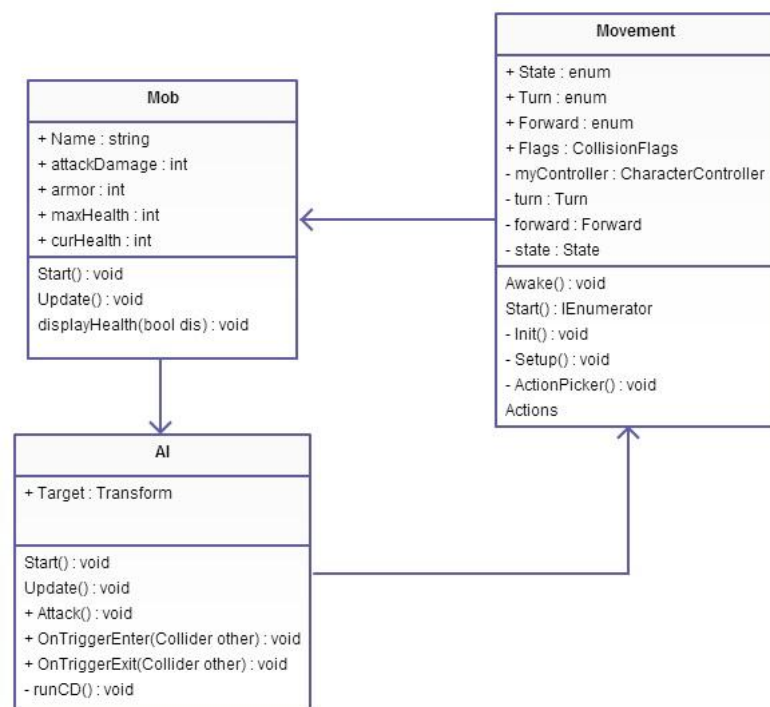 Mob
+ Name : string
+ attackDamage : int
+ armor : int
+ maxHealth : int
+ curHealth : int
Start() : void
Update() : void
displayHealth(bool dis) : void
Movement
+ State : enum
+ Turn : enum
+ Forward : enum
+ Flags : CollisionFlags
- myController : CharacterController
- turn : Turn
- forward : Forward
- state : State
Awake() : void
Start() : IEnumerator
- Init() : void
- Setup() : void
- ActionPicker() : void
Actions
AI
+ Target : Transform
Start() : void
Update() : void
+ Attack() : void
+ OnTriggerEnter(Collider other) : void
+ OnTriggerExit(Collider other) : void
- runCD() : void